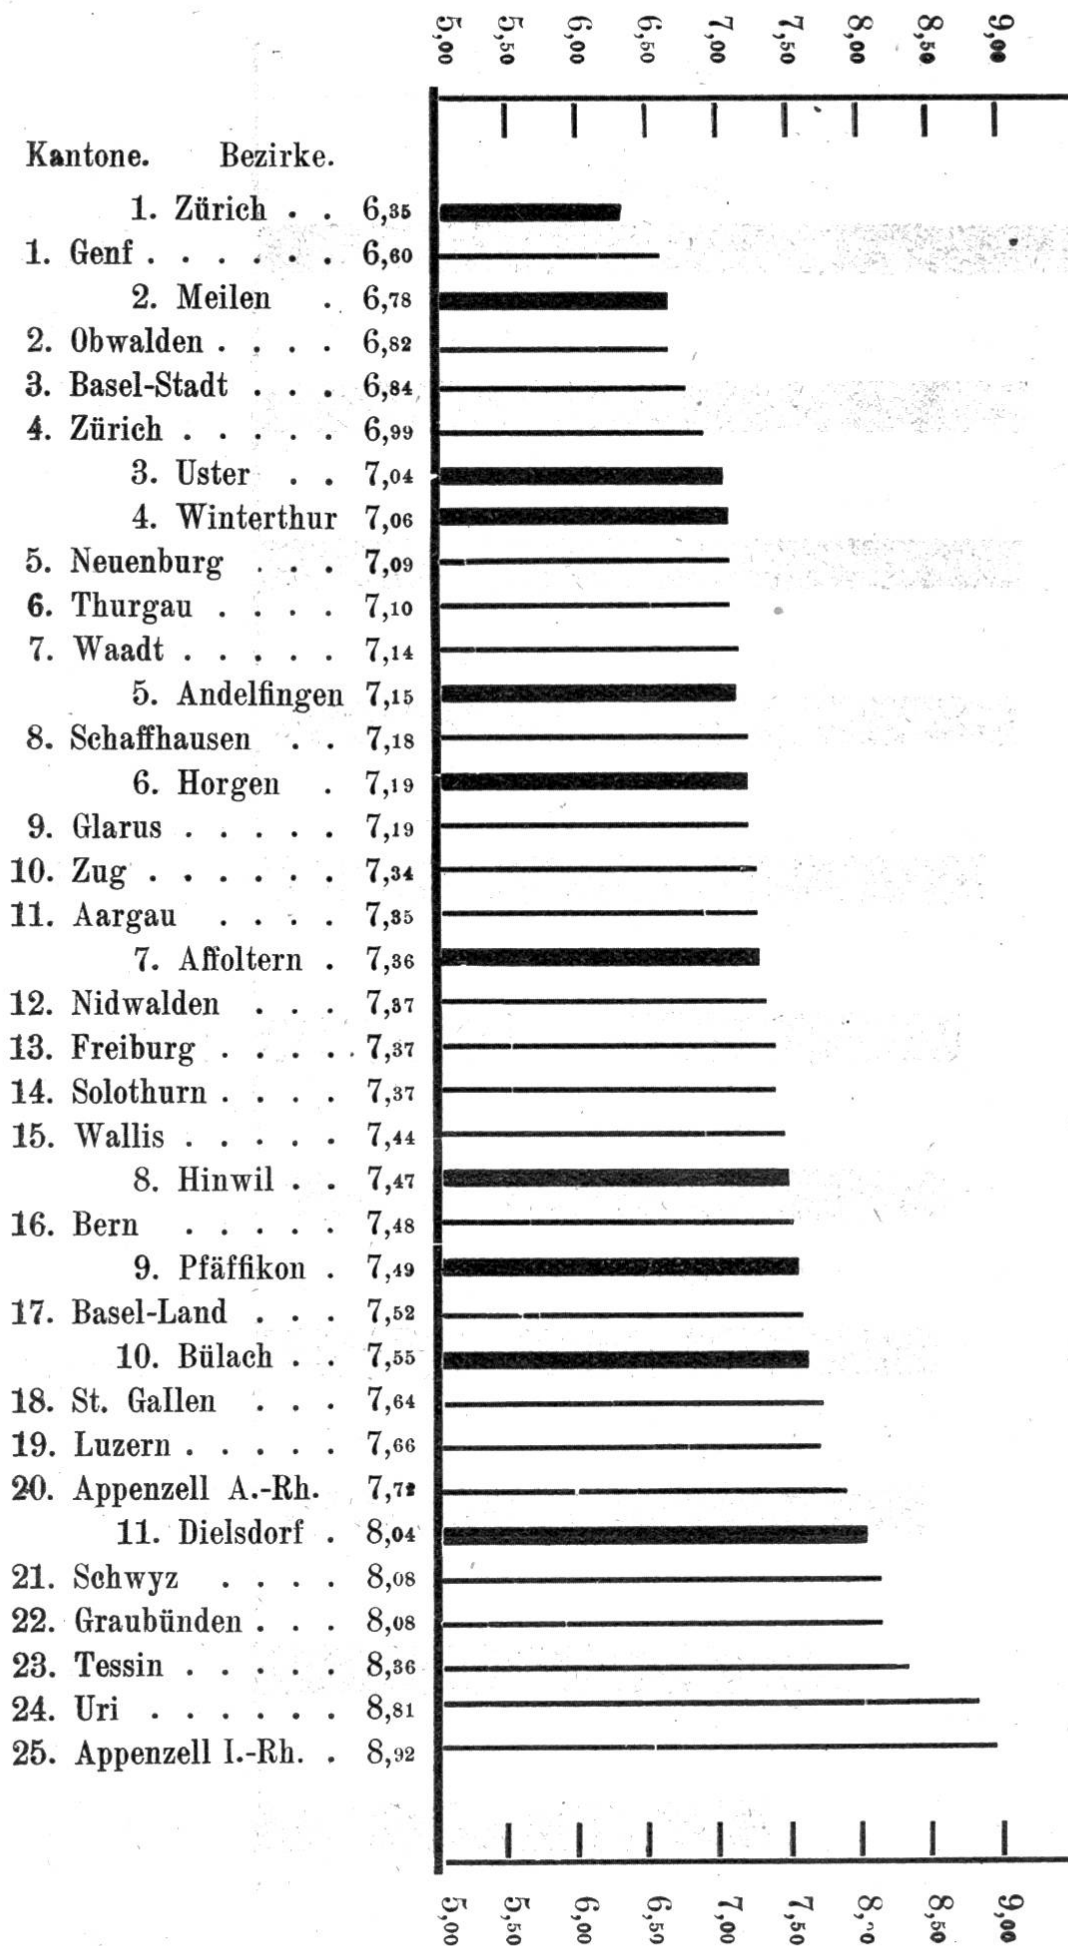 5,00 5,50 6,00 6,50 7,00 7,50 8,00 8,50 9,00
Kantone. Bezirke.
1. Zürich . . 6,35
1. Genf . . . . . . 6,60
2. Meilen . 6,78
2. Obwalden . . . . 6,82
3. Basel-Stadt . . . 6,84
4. Zürich . . . . . 6,99
3. Uster . . 7,04
4. Winterthur 7,06
5. Neuenburg . . . 7,09
6. Thurgau . . . . 7,10
7. Waadt . . . . . 7,14
5. Andelfingen 7,15
8. Schaffhausen . . 7,18
6. Horgen . 7,19
9. Glarus . . . . . 7,19
10. Zug . . . . . . 7,34
11. Aargau . . . . 7,35
7. Affoltern . 7,36
12. Nidwalden . . . 7,37
13. Freiburg . . . . . 7,37
14. Solothurn . . . . 7,37
15. Wallis . . . . . 7,44
8. Hinwil . . 7,47
16. Bern . . . . . 7,48
9. Pfäffikon . 7,49
17. Basel-Land . . . 7,52
10. Bülach . . 7,55
18. St. Gallen . . . 7,64
19. Luzern . . . . . 7,66
20. Appenzell A.-Rh. 7,72
11. Dielsdorf . 8,04
21. Schwyz . . . . 8,08
22. Graubünden . . . 8,08
23. Tessin . . . . . 8,36
24. Uri . . . . . . 8,81
25. Appenzell I.-Rh. . 8,92
5,00 5,50 6,00 6,50 7,00 7,50 8,00 8,50 9,00